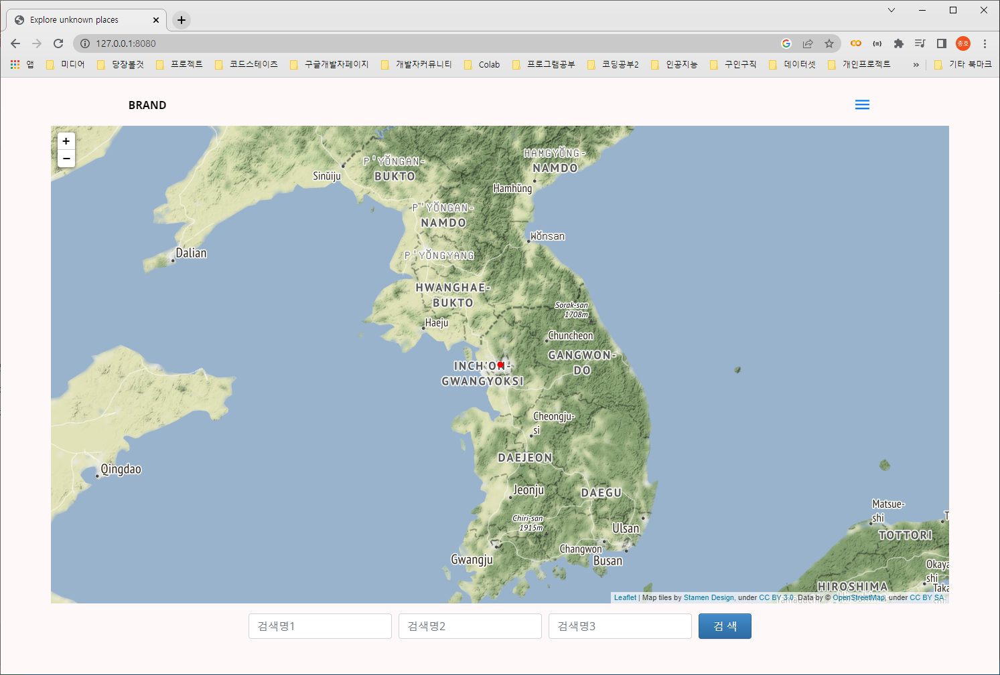 Explore unknown places
127.0.0.1:8080
앱 미디어 당장볼것 프로젝트 코드스테이츠 구글개발자페이지 개발자커뮤니티 Colab 프로그램공부 코딩공부2 인공지능 구인구직 데이터셋 개인프로젝트 » 기타 북마크
종호
BRAND
+
−
HAMGYŎNG-
NAMDO
P'YŎNGAN-
BUKTO
Sinŭiju
Hamhŭng
P'YŎNGAN-
NAMDO
Wŏnsan
Dalian
P'YŎNGYANG
HWANGHAE-
BUKTO
Sorak-san
1708m
Haeju
Chuncheon
GANGWON-
DO
INCH'ON-
GWANGYOKSI
Cheongju-
si
DAEJEON
Qingdao
Jeonju
DAEGU
Matsue-
shi
Chiri-san
1915m
Ulsan
TOTTORI
Changwon
Gwangju
Busan
Okaya
shi
HIROSHIMA
Taka
Leaflet | Map tiles by Stamen Design, under CC BY 3.0. Data by © OpenStreetMap, under CC BY SA.
검색명1 검색명2 검색명3 검 색